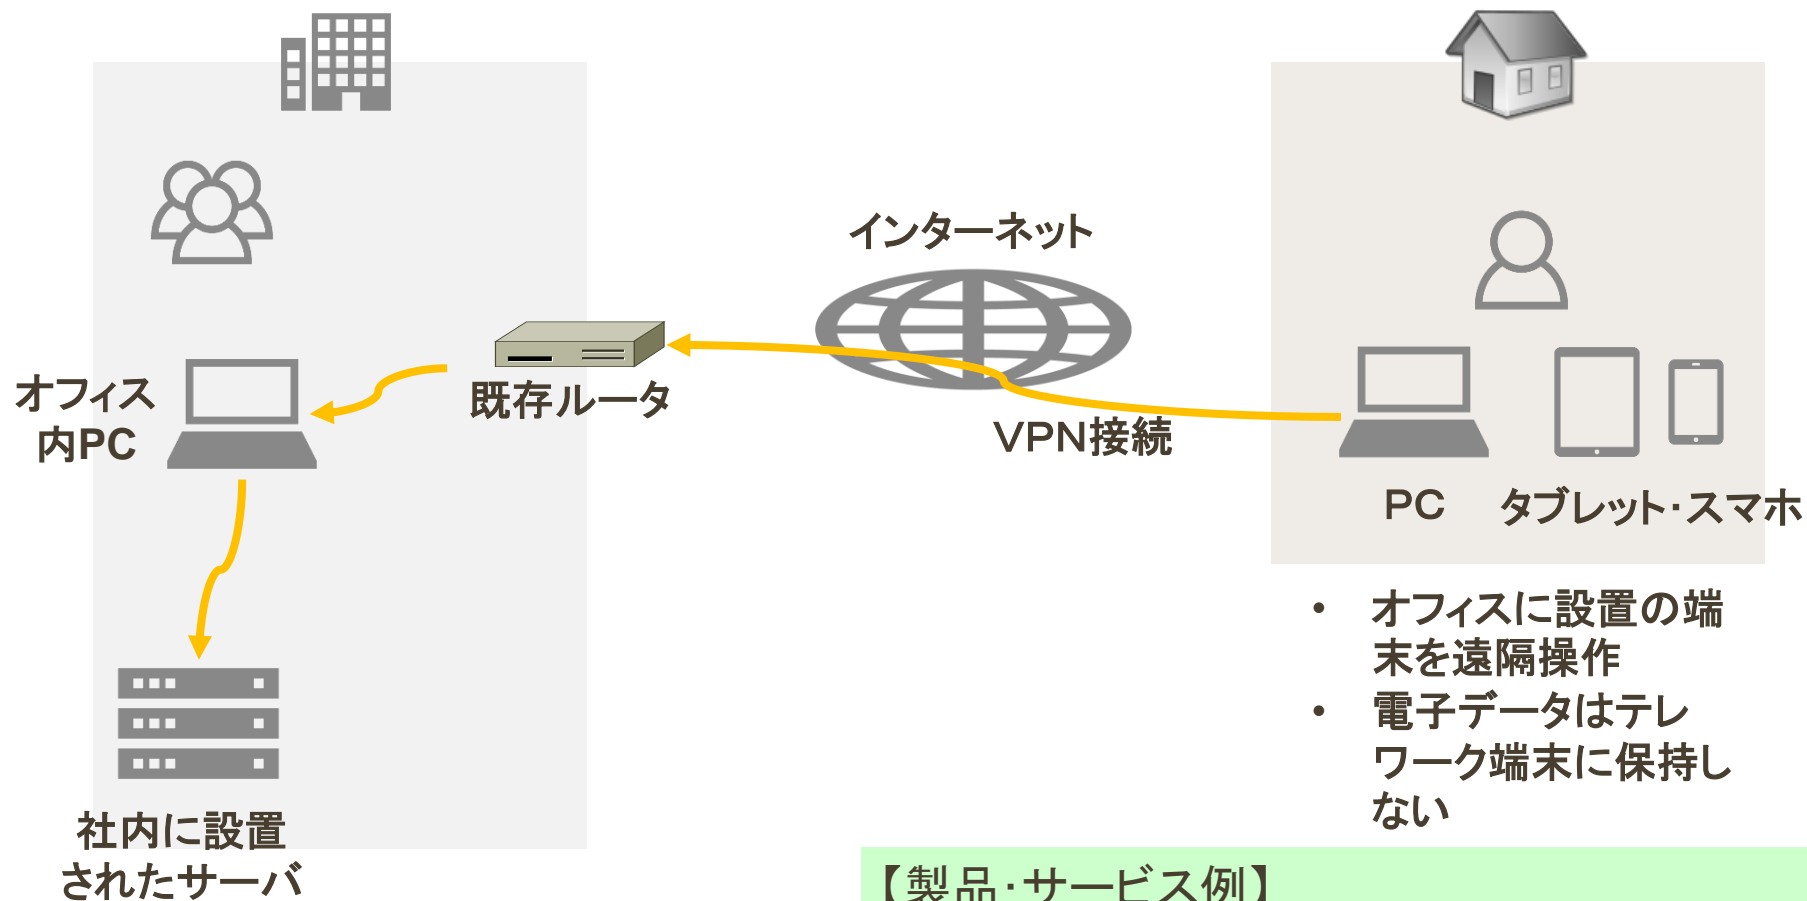 インターネット
オフィス
内PC
既存ルータ
VPN接続
PC
タブレット・スマホ
• オフィスに設置の端
末を遠隔操作
• 電子データはテレ
ワーク端末に保持し
ない
社内に設置
されたサーバ
【製品・サービス例】